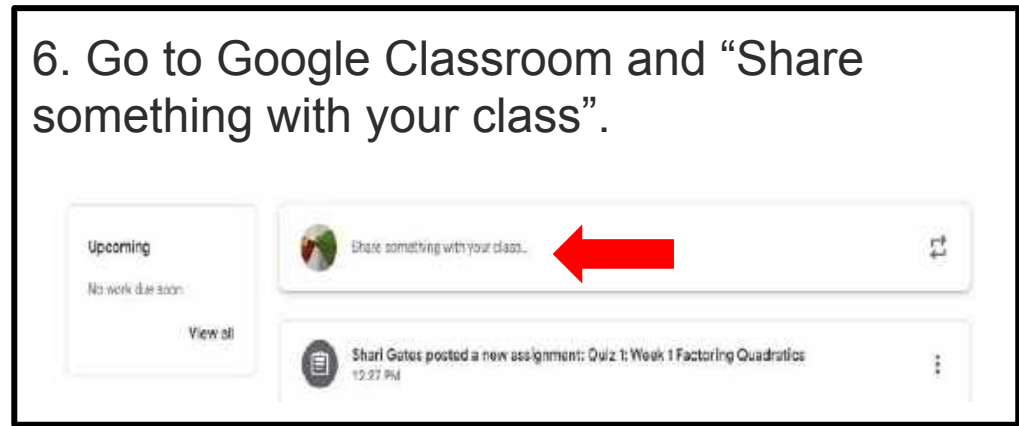 6. Go to Google Classroom and “Share
something with your class”.
Upcoming
Share something with your class...
No work due soon
View all
Shari Gates posted a new assignment: Quiz 1: Week 1 Factoring Quadratics
12:27 PM